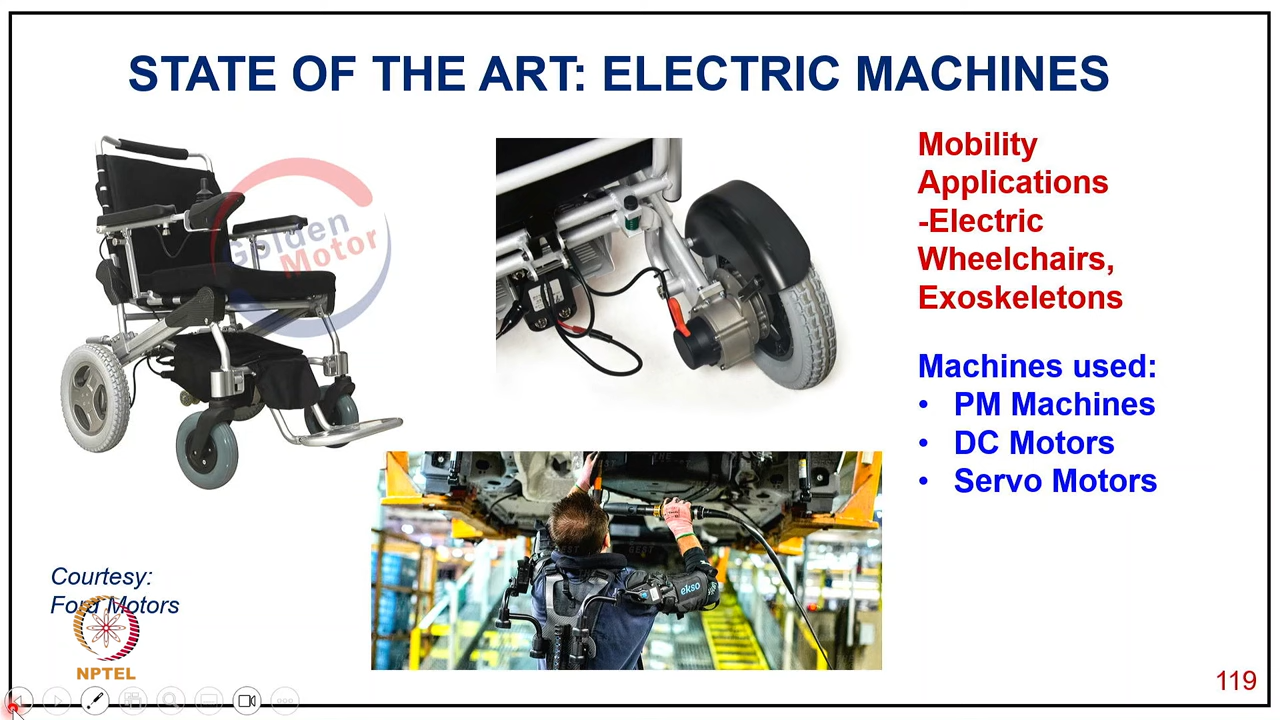 STATE OF THE ART: ELECTRIC MACHINES
Golden
Motor
Mobility
Applications
-Electric
Wheelchairs,
Exoskeletons
Machines used:
• PM Machines
• DC Motors
• Servo Motors
ekso
Courtesy:
Ford Motors
NPTEL
119